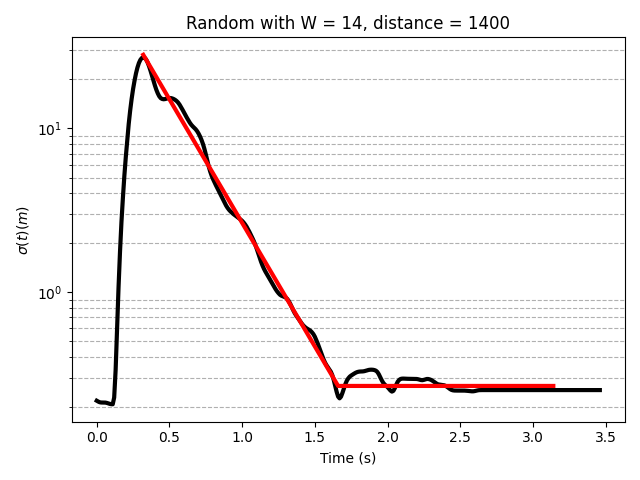 Random with W = 14, distance = 1400
σ(t)(m)
10¹
10⁰
0.0 0.5 1.0 1.5 2.0 2.5 3.0 3.5
Time (s)